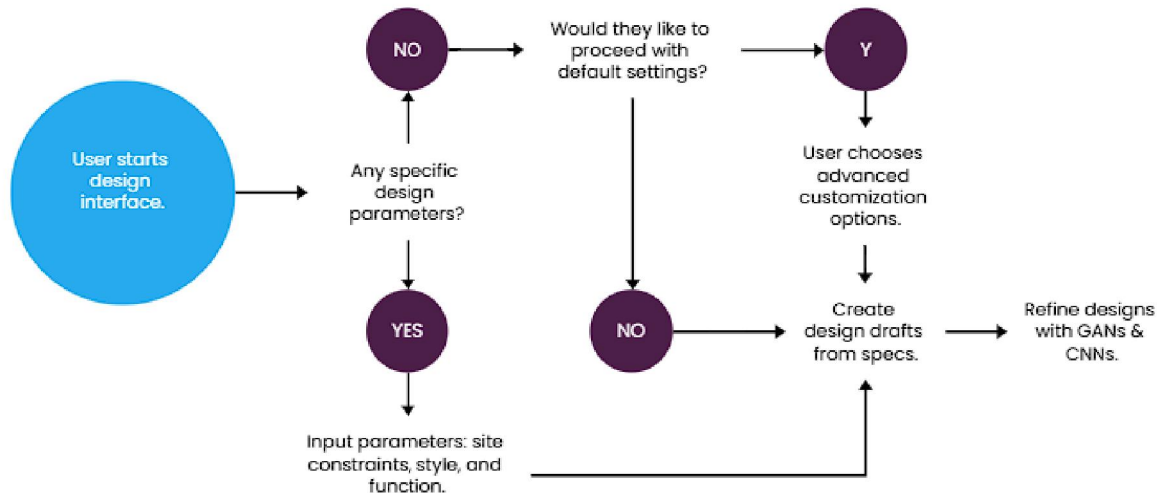 User starts
design
interface.
Any specific
design
parameters?
NO
Would they like to
proceed with
default settings?
Y
User chooses
advanced
customization
options.
NO
YES
Input parameters: site
constraints, style, and
function.
Create
design drafts
from specs.
Refine designs
with GANs &
CNNs.